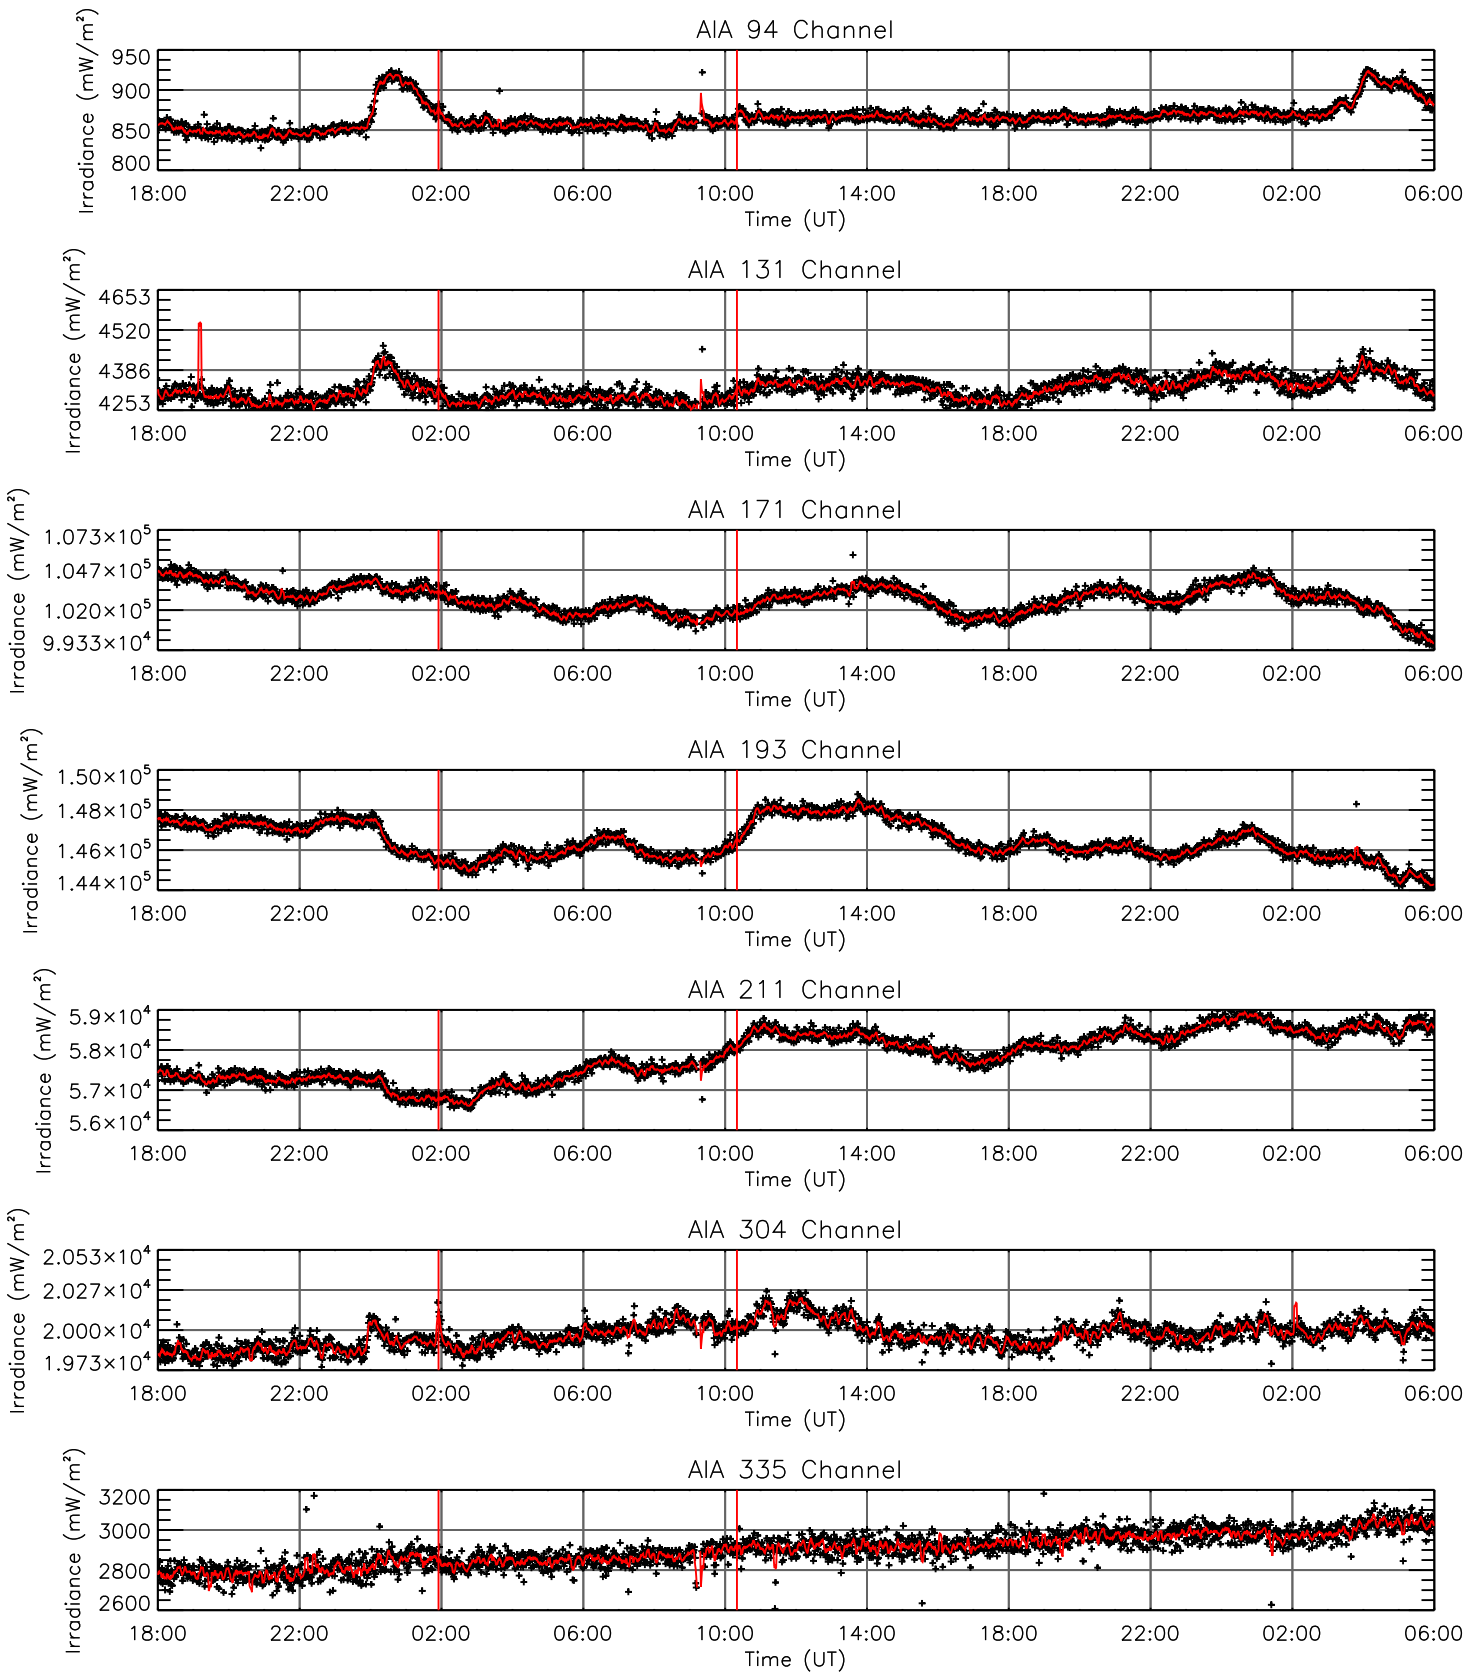 AIA 94 Channel
Irradiance (mW/m²)
950
900
850
800
18:00 22:00 02:00 06:00 10:00 14:00 18:00 22:00 02:00 06:00
Time (UT)
AIA 131 Channel
Irradiance (mW/m²)
4653
4520
4386
4253
18:00 22:00 02:00 06:00 10:00 14:00 18:00 22:00 02:00 06:00
Time (UT)
AIA 171 Channel
Irradiance (mW/m²)
1.073×10⁵
1.047×10⁵
1.020×10⁵
9.933×10⁴
18:00 22:00 02:00 06:00 10:00 14:00 18:00 22:00 02:00 06:00
Time (UT)
AIA 193 Channel
Irradiance (mW/m²)
1.50×10⁵
1.48×10⁵
1.46×10⁵
1.44×10⁵
18:00 22:00 02:00 06:00 10:00 14:00 18:00 22:00 02:00 06:00
Time (UT)
AIA 211 Channel
Irradiance (mW/m²)
5.9×10⁴
5.8×10⁴
5.7×10⁴
5.6×10⁴
18:00 22:00 02:00 06:00 10:00 14:00 18:00 22:00 02:00 06:00
Time (UT)
AIA 304 Channel
Irradiance (mW/m²)
2.053×10⁴
2.027×10⁴
2.000×10⁴
1.973×10⁴
18:00 22:00 02:00 06:00 10:00 14:00 18:00 22:00 02:00 06:00
Time (UT)
AIA 335 Channel
Irradiance (mW/m²)
3200
3000
2800
2600
18:00 22:00 02:00 06:00 10:00 14:00 18:00 22:00 02:00 06:00
Time (UT)